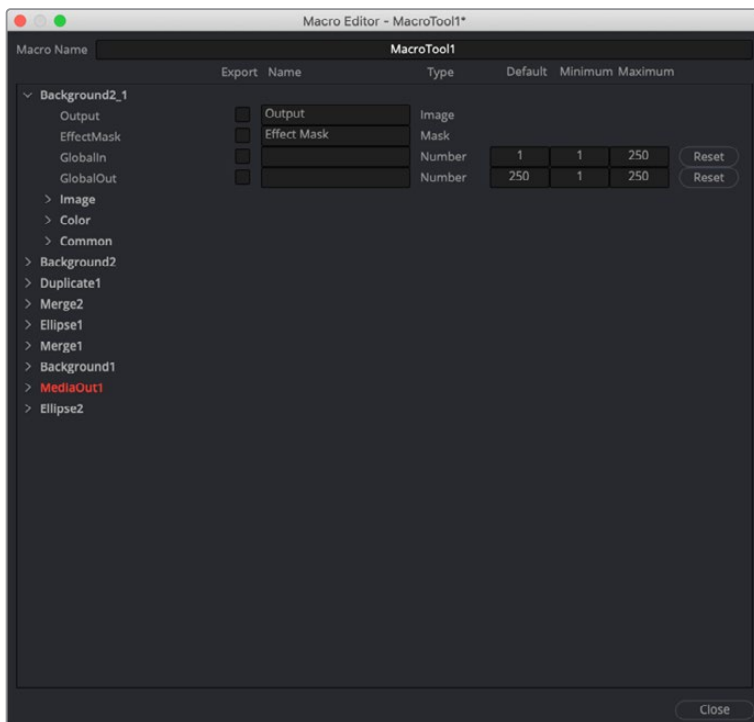 Macro Editor - MacroTool1*
Macro Name MacroTool1
Export Name Type Default Minimum Maximum
Background2_1
Output Output Image
EffectMask Effect Mask Mask
GlobalIn Number 1 1 250 Reset
GlobalOut Number 250 1 250 Reset
Image
Color
Common
Background2
Duplicate1
Merge2
Ellipse1
Merge1
Background1
MediaOut1
Ellipse2
Close